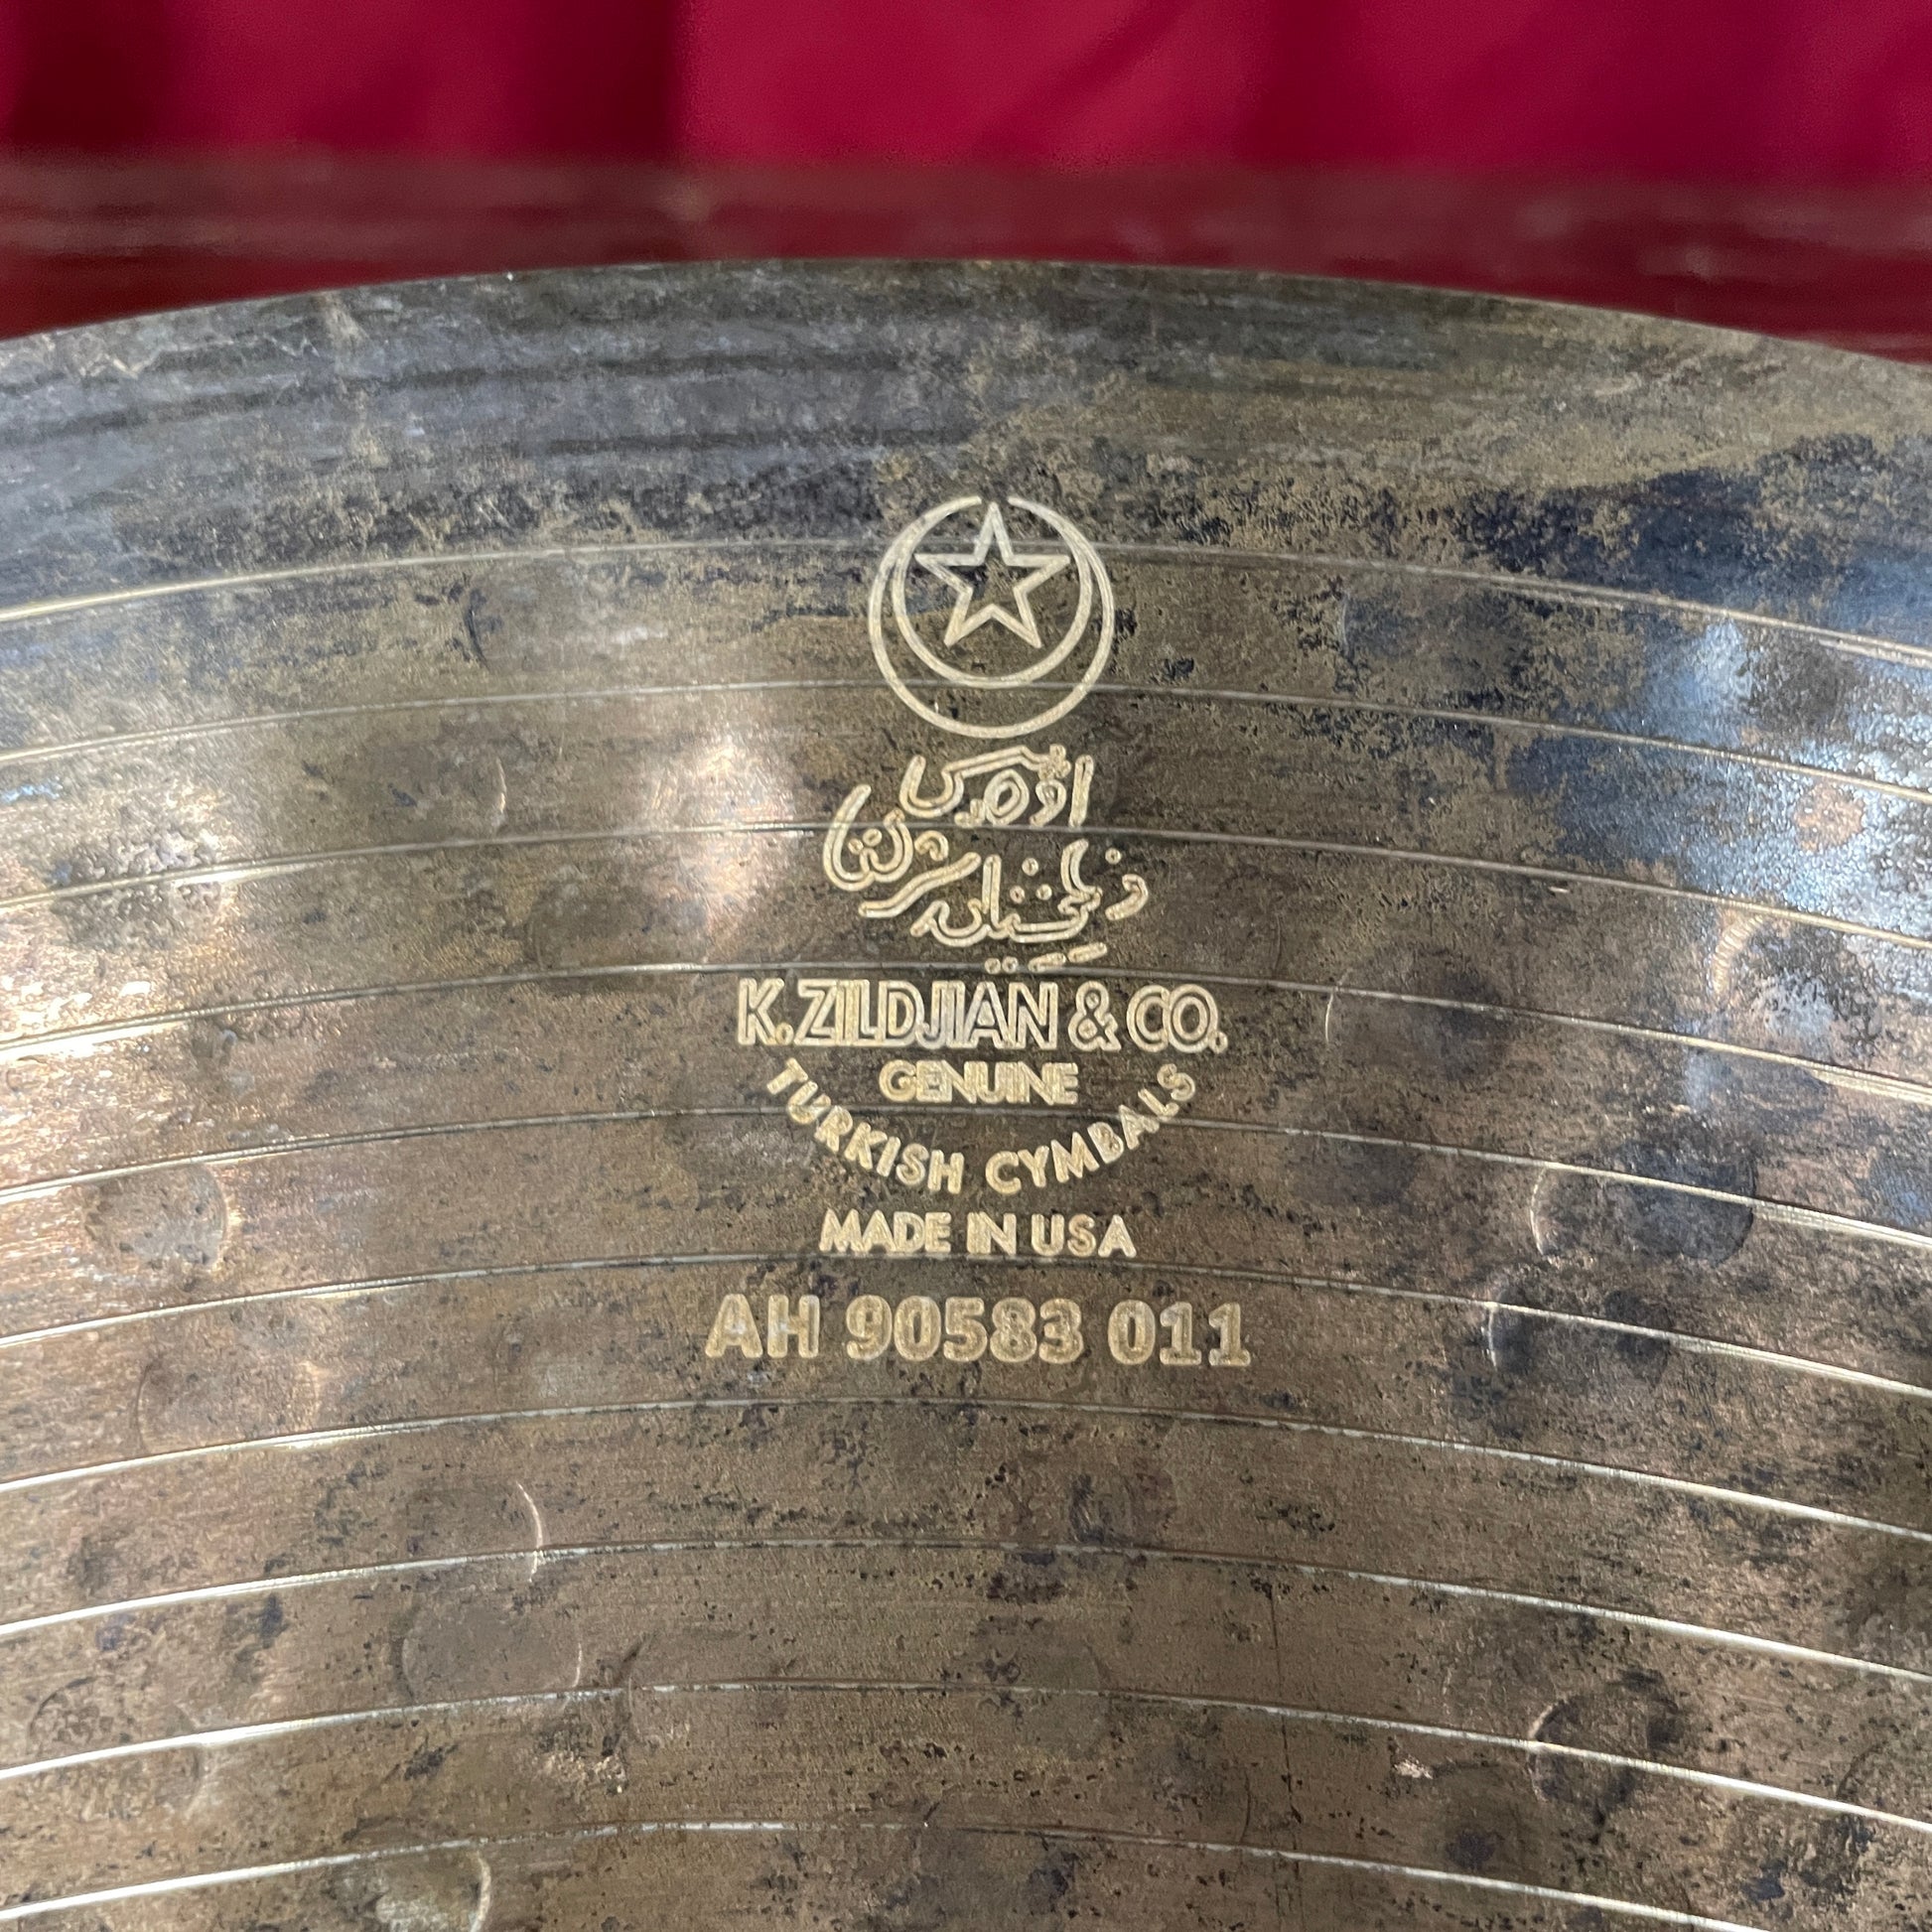 K. ZILDJIAN & CO.
GENUINE
TURKISH CYMBALS
MADE IN USA
AH 90583 011